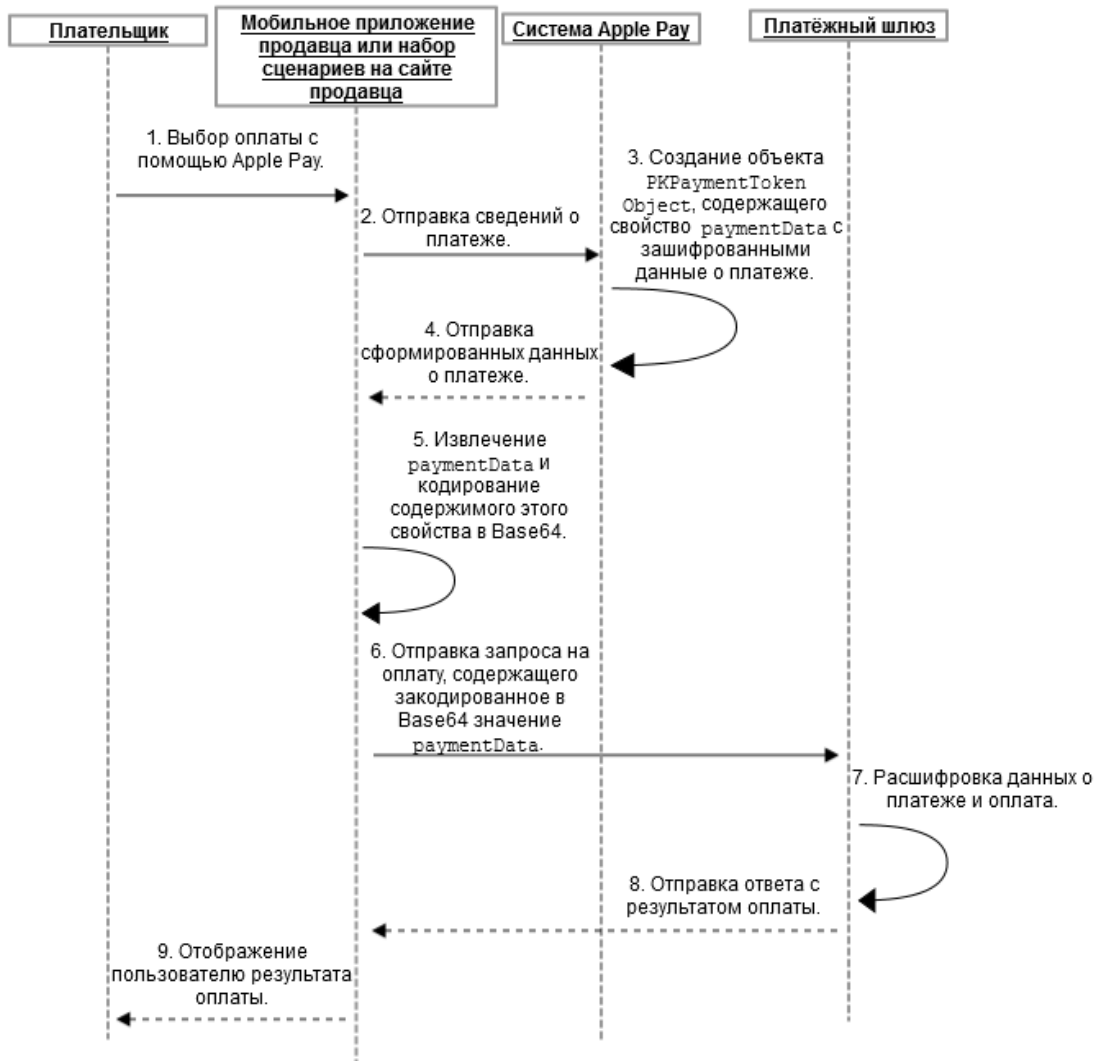 Плательщик
Мобильное приложение
продавца или набор
сценариев на сайте
продавца
Система Apple Pay
Платёжный шлюз
1. Выбор оплаты с
помощью Apple Pay.
2. Отправка сведений о
платеже.
3. Создание объекта
PKPaymentToken
Object, содержащего
свойство paymentData с
зашифрованными
данные о платеже.
4. Отправка
сформированных данных
о платеже.
5. Извлечение
paymentData и
кодирование
содержимого этого
свойства в Base64.
6. Отправка запроса на
оплату, содержащего
закодированное в
Base64 значение
paymentData.
7. Расшифровка данных о
платеже и оплата.
8. Отправка ответа с
результатом оплаты.
9. Отображение
пользователю результата
оплаты.